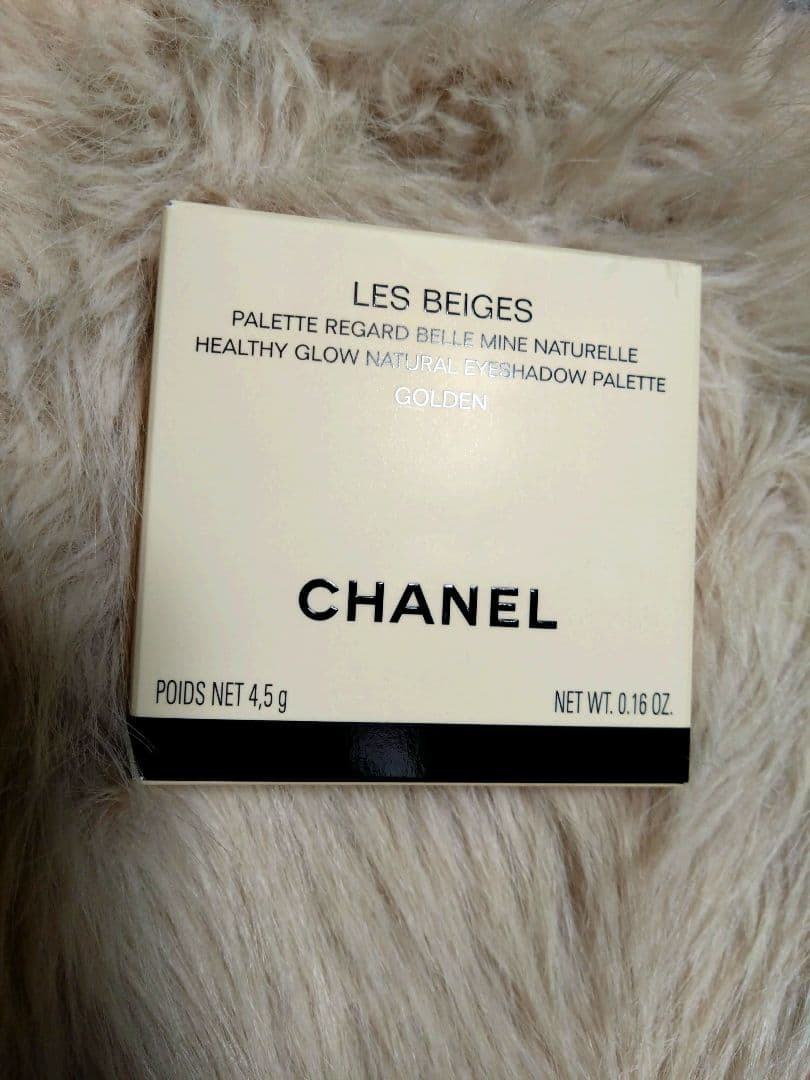 LES BEIGES
PALETTE REGARD BELLE MINE NATURELLE
HEALTHY GLOW NATURAL EYESHADOW PALETTE
GOLDEN
CHANEL
POIDS NET 4,5 g
NET WT. 0.16 OZ.